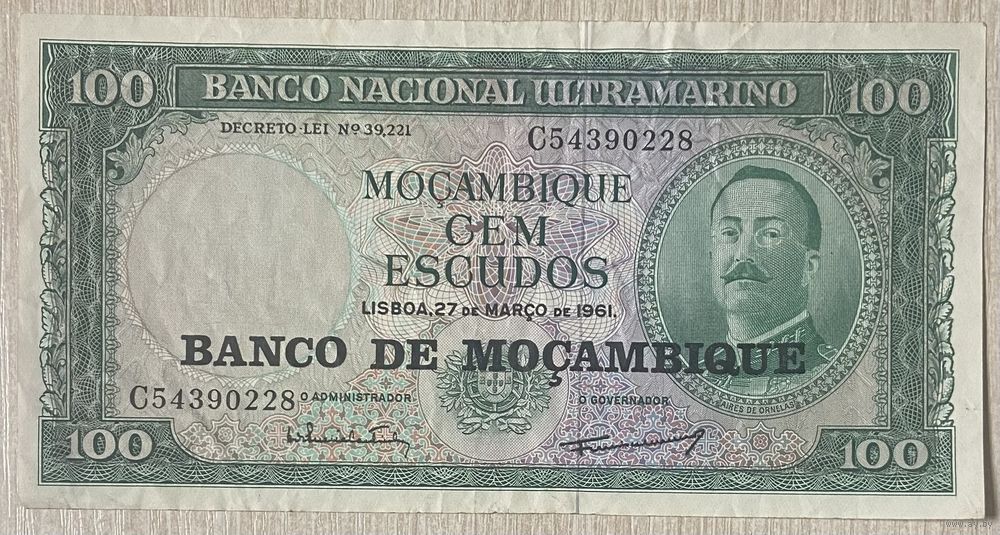 100 BANCO NACIONAL ULTRAMARINO 100
DECRETO-LEI Nº 39,221
C54390228
MOÇAMBIQUE
CEM
ESCUDOS
LISBOA, 27 DE MARÇO DE 1961.
BANCO DE MOÇAMBIQUE
C54390228
O ADMINISTRADOR
O GOVERNADOR
AIRES DE ORNELAS
100 100